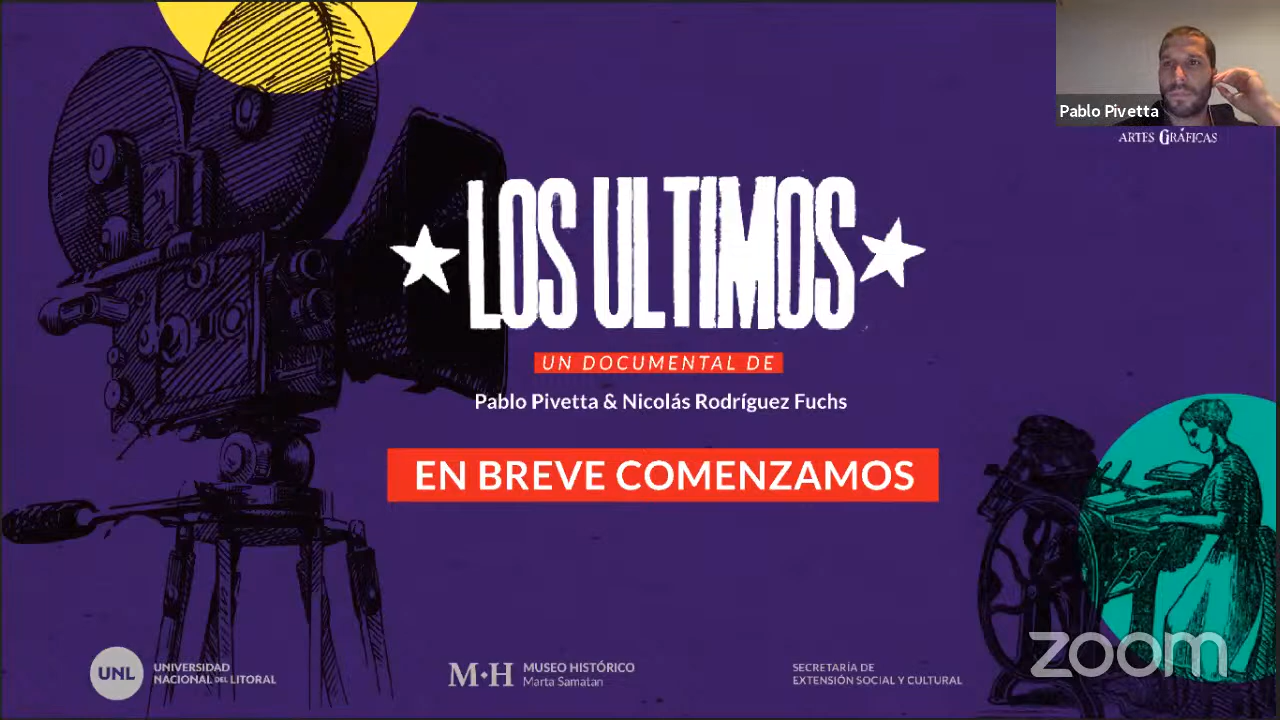 Pablo Pivetta
ARTES GRÁFICAS
LOS ULTIMOS
UN DOCUMENTAL DE
Pablo Pivetta & Nicolás Rodríguez Fuchs
EN BREVE COMENZAMOS
zoom
UNL
UNIVERSIDAD
NACIONAL DEL LITORAL
M·H
MUSEO HISTÓRICO
Marta Samatan
SECRETARÍA DE
EXTENSIÓN SOCIAL Y CULTURAL